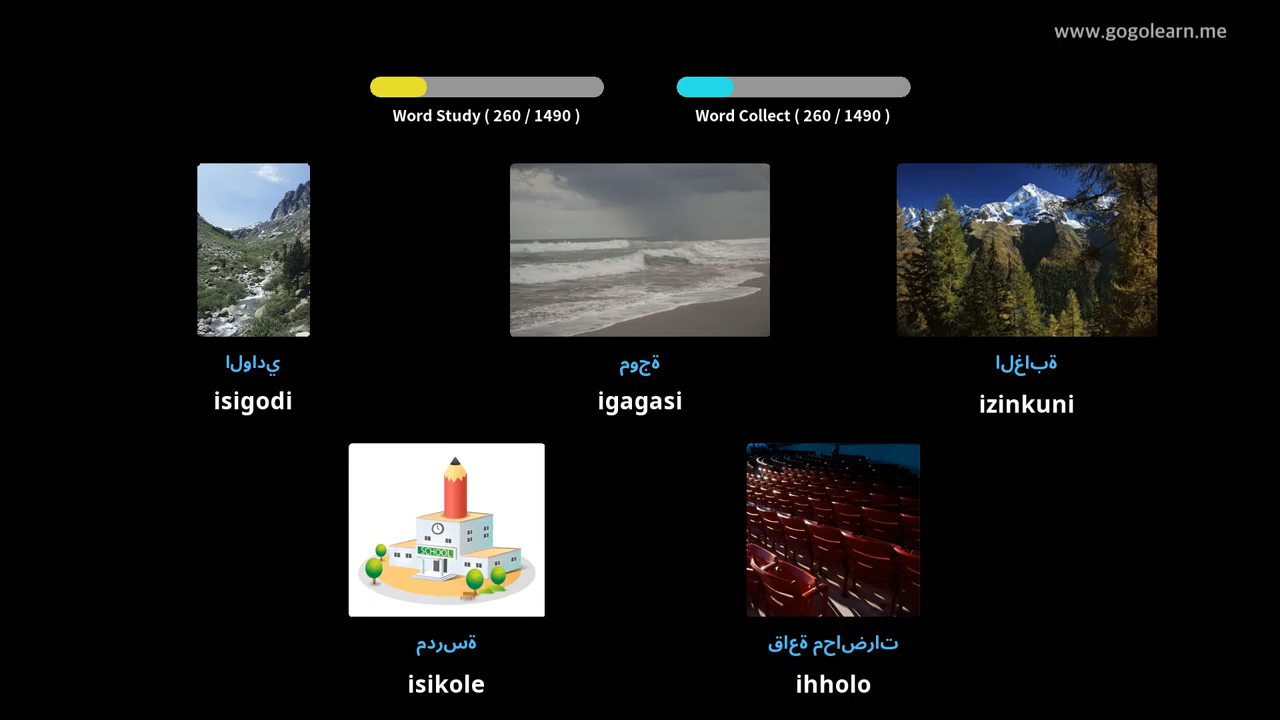 www.gogolearn.me
Word Study ( 260 / 1490 )
Word Collect ( 260 / 1490 )
الوادي
isigodi
موجة
igagasi
الغابة
izinkuni
SCHOOL
مدرسة
isikole
قاعة محاضرات
ihholo